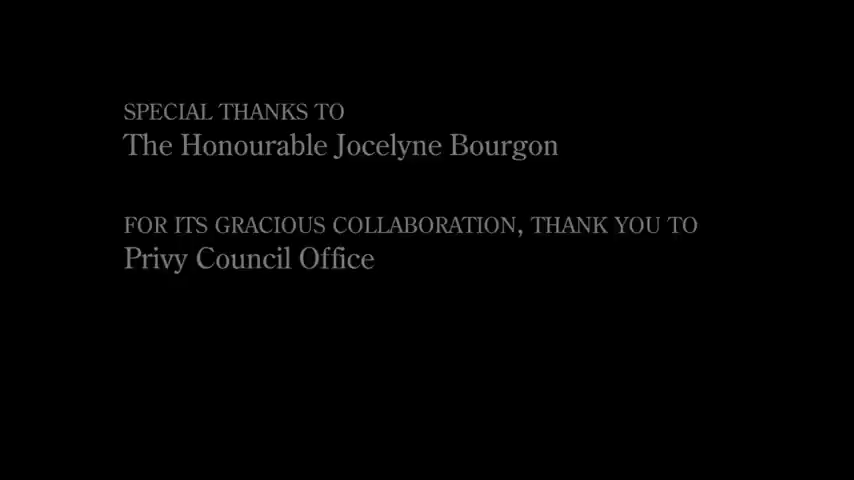 SPECIAL THANKS TO
The Honourable Jocelyne Bourgon
FOR ITS GRACIOUS COLLABORATION, THANK YOU TO
Privy Council Office